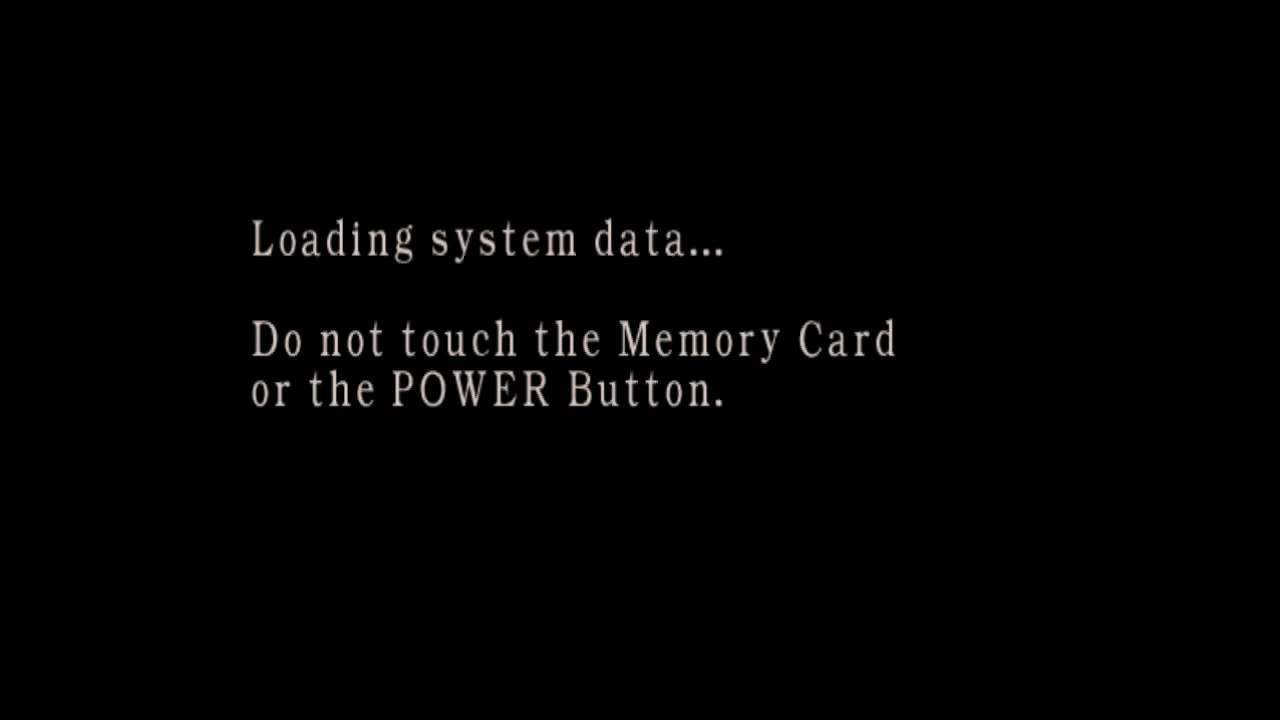 Loading system data...
Do not touch the Memory Card
or the POWER Button.